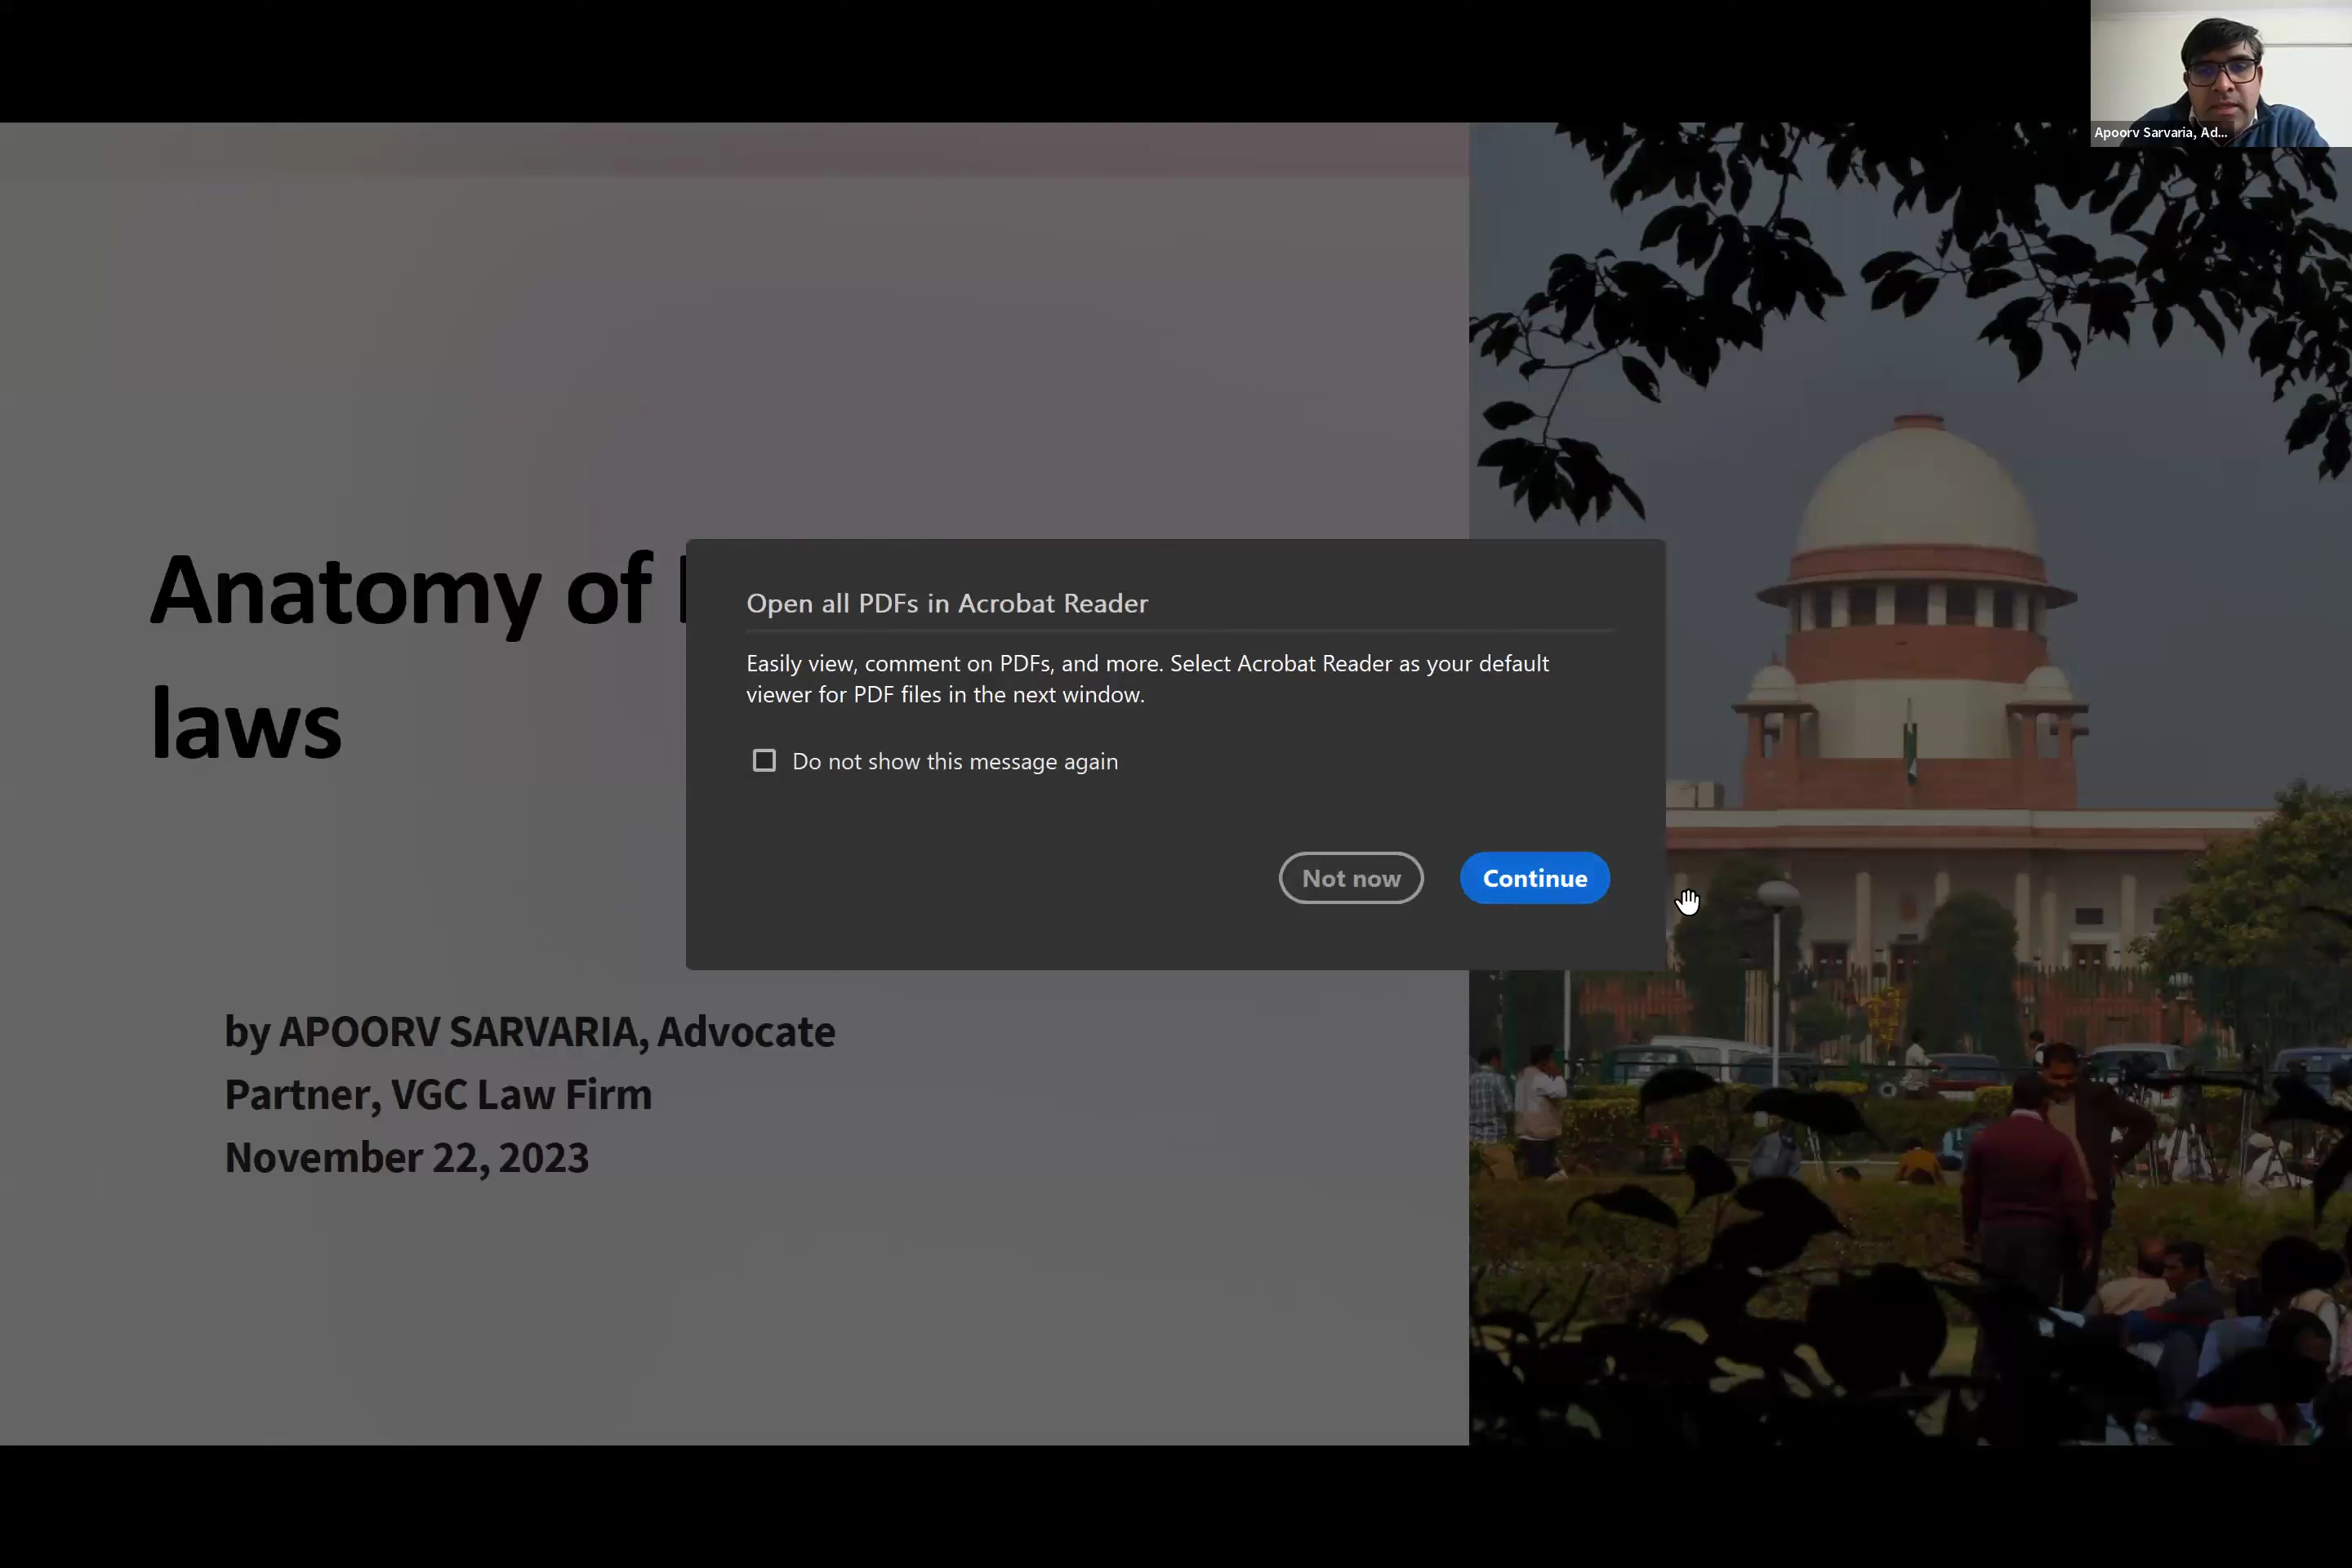 Apoorv Sarvaria, Ad...
Anatomy of
laws
Open all PDFs in Acrobat Reader
Easily view, comment on PDFs, and more. Select Acrobat Reader as your default
viewer for PDF files in the next window.
Do not show this message again
Not now
Continue
by APOORV SARVARIA, Advocate
Partner, VGC Law Firm
November 22, 2023